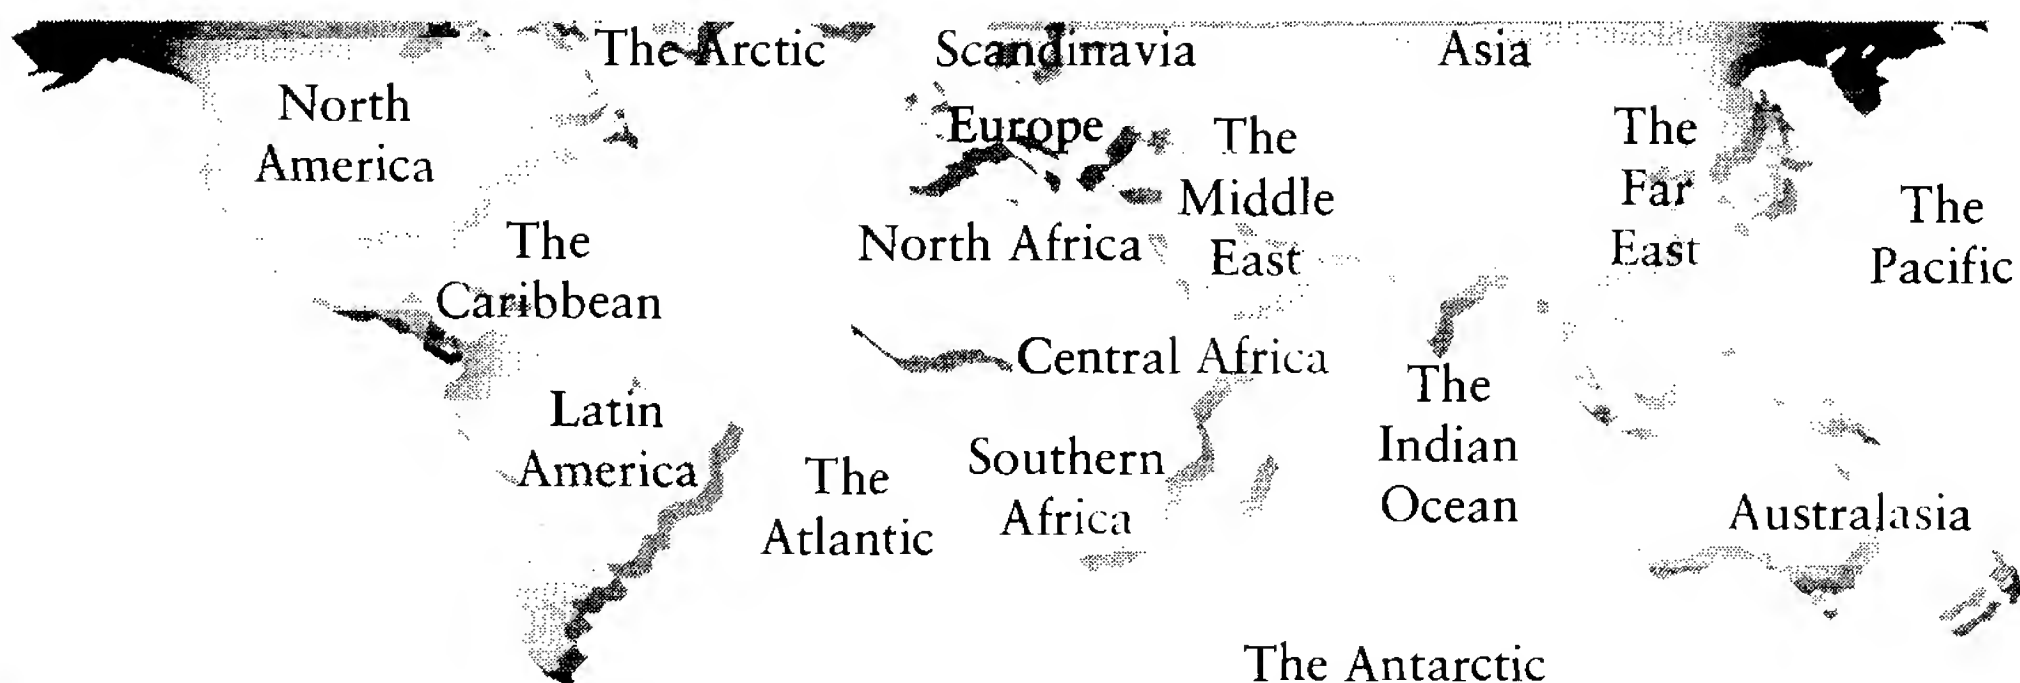 The Arctic
Scandinavia
Asia
North
America
Europe
The
Middle
East
The
Far
East
The
Pacific
The
Caribbean
North Africa
Central Africa
The
Indian
Ocean
Latin
America
The
Atlantic
Southern
Africa
Australasia
The Antarctic